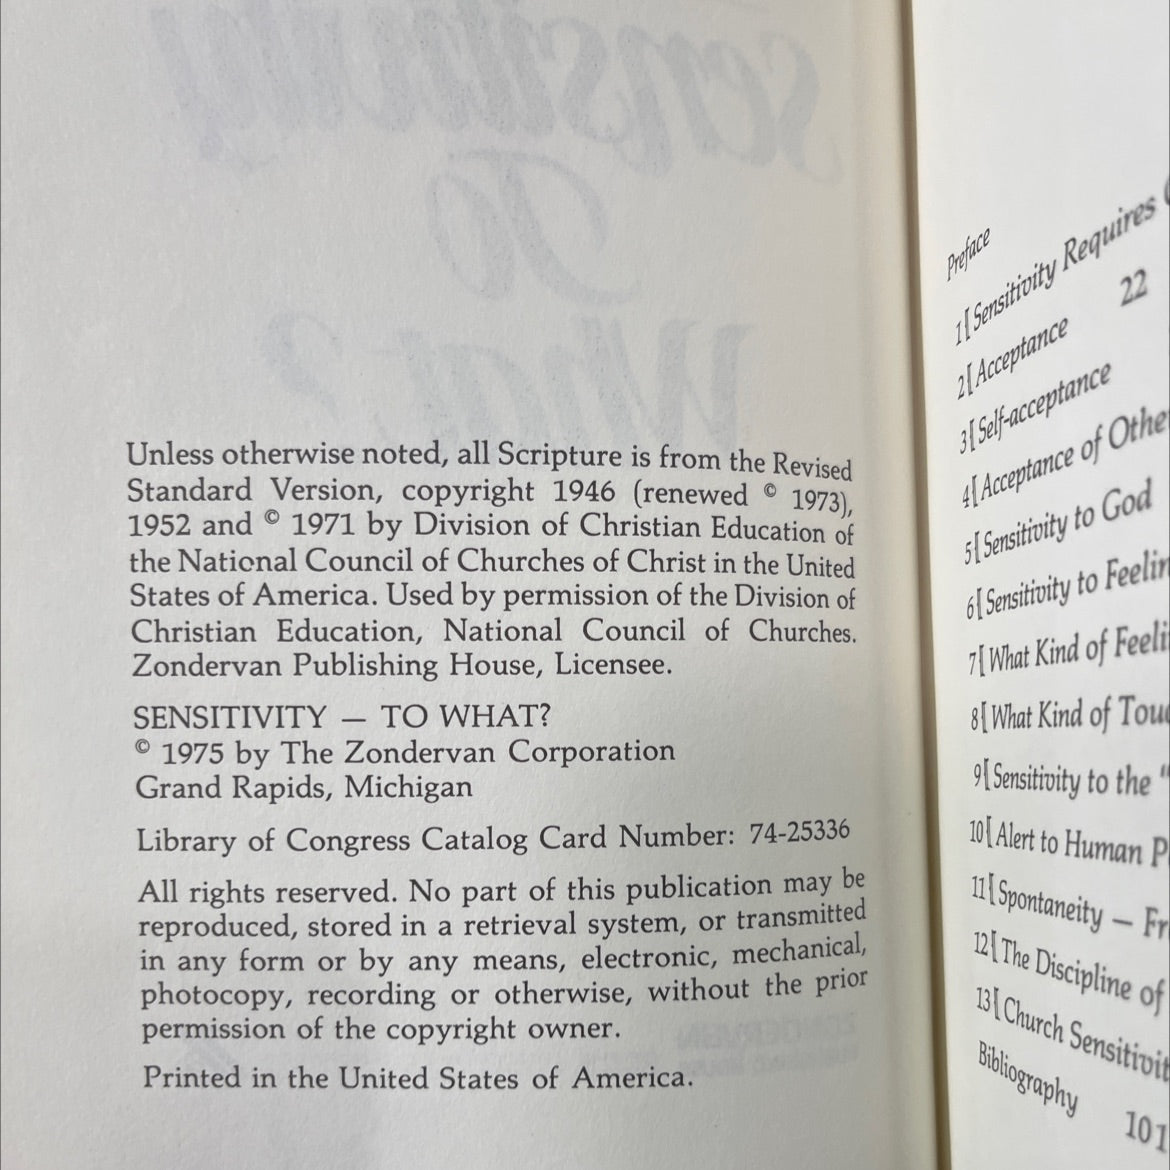 Unless otherwise noted, all Scripture is from the Revised
Standard Version, copyright 1946 (renewed © 1973),
1952 and © 1971 by Division of Christian Education of
the National Council of Churches of Christ in the United
States of America. Used by permission of the Division of
Christian Education, National Council of Churches.
Zondervan Publishing House, Licensee.
SENSITIVITY — TO WHAT?
© 1975 by The Zondervan Corporation
Grand Rapids, Michigan
Library of Congress Catalog Card Number: 74-25336
All rights reserved. No part of this publication may be
reproduced, stored in a retrieval system, or transmitted
in any form or by any means, electronic, mechanical,
photocopy, recording or otherwise, without the prior
permission of the copyright owner.
Printed in the United States of America.
Preface
1[ Sensitivity Requires
2[ Acceptance 22
3[ Self-acceptance
4[ Acceptance of
5[ Sensitivity to God
6[ Sensitivity to
7[ What Kind of
8[ What Kind of
9[ Sensitivity to the "
10[ Alert to Human
11[ Spontaneity —
12[ The Discipline of
13[ Church
Bibliography 101